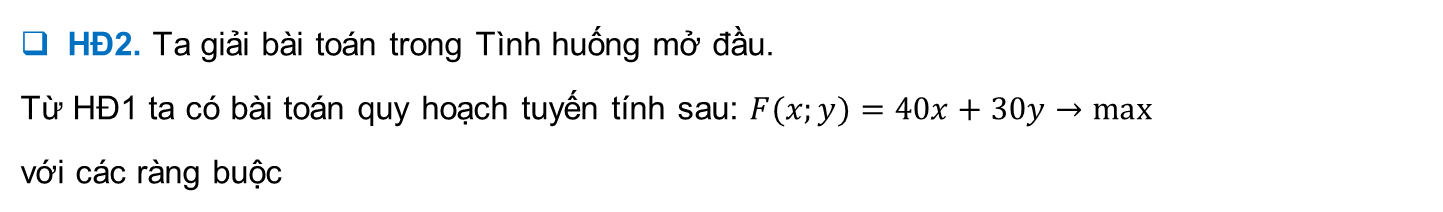 ❑ HĐ2. Ta giải bài toán trong Tình huống mở đầu.
Từ HĐ1 ta có bài toán quy hoạch tuyến tính sau: F(x; y) = 40x + 30y → max
với các ràng buộc